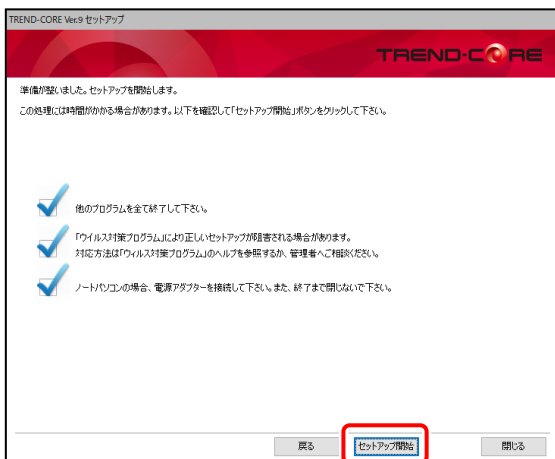 TREND-CORE Ver.9 セットアップ
TREND-CORE
準備が整いました。セットアップを開始します。
この処理には時間がかかる場合があります。以下を確認して「セットアップ開始」ボタンをクリックして下さい。
他のプログラムを全て終了して下さい。
「ウイルス対策プログラム」により正しいセットアップが阻害される場合があります。
対応方法は「ウィルス対策プログラム」のヘルプを参照するか、管理者へご相談ください。
ノートパソコンの場合、電源アダプターを接続して下さい。また、終了まで閉じないで下さい。
戻る
セットアップ開始
閉じる